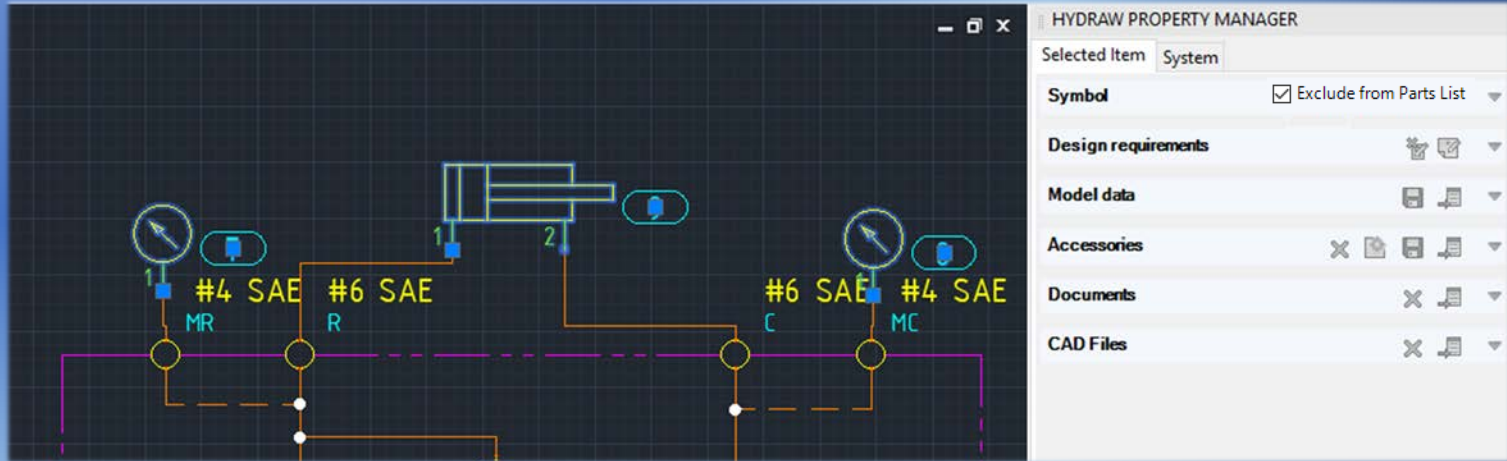 HYDRAW PROPERTY MANAGER
Selected Item System
Symbol Exclude from Parts List
Design requirements
Model data
Accessories
Documents
CAD Files
1 2
1 1
#4 SAE #6 SAE #6 SAE #4 SAE
MR R C MC